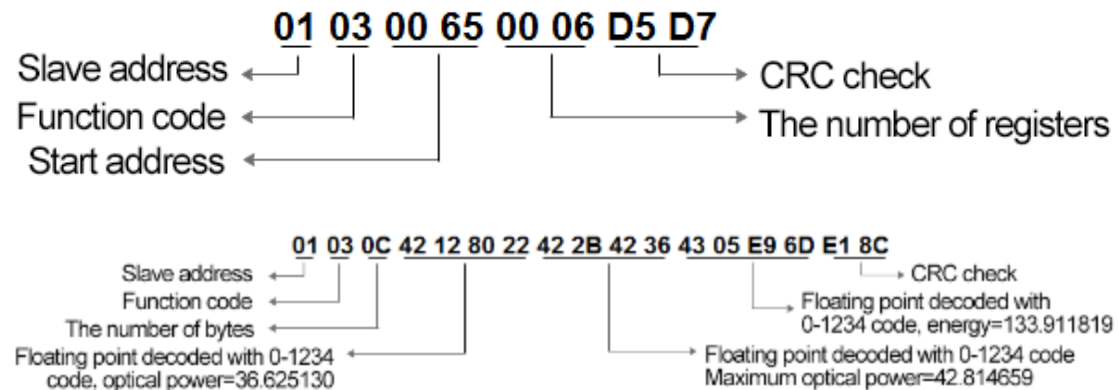 01 03 00 65 00 06 D5 D7
Slave address
CRC check
Function code
The number of registers
Start address
01 03 0C 42 12 80 22 42 2B 42 36 43 05 E9 6D E1 8C
Slave address
CRC check
Function code
Floating point decoded with
0-1234 code, energy=133.911819
The number of bytes
Floating point decoded with 0-1234
code, optical power=36.625130
Floating point decoded with 0-1234 code
Maximum optical power=42.814659